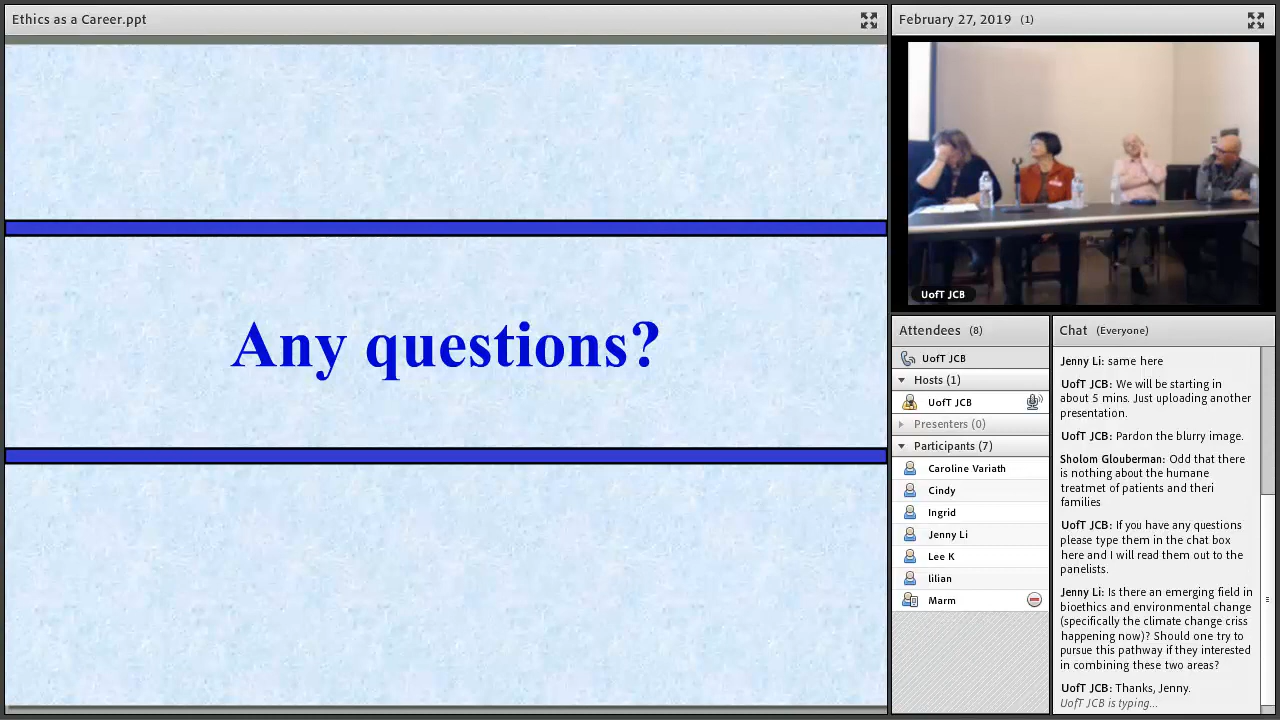 Ethics as a Career.ppt
Any questions?
February 27, 2019 (1)
UofT JCB
Attendees (8)
UofT JCB
Hosts (1)
UofT JCB
Presenters (0)
Participants (7)
Caroline Variath
Cindy
Ingrid
Jenny Li
Lee K
lilian
Marm
Chat (Everyone)
Jenny Li: same here
UofT JCB: We will be starting in
about 5 mins. Just uploading another
presentation.
UofT JCB: Pardon the blurry image.
Sholom Glouberman: Odd that there
is nothing about the humane
treatmet of patients and theri
families
UofT JCB: If you have any questions
please type them in the chat box
here and I will read them out to the
panelists.
Jenny Li: Is there an emerging field in
bioethics and environmental change
(specifically the climate change criss
happening now)? Should one try to
pursue this pathway if they interested
in combining these two areas?
UofT JCB: Thanks, Jenny.
UofT JCB is typing...